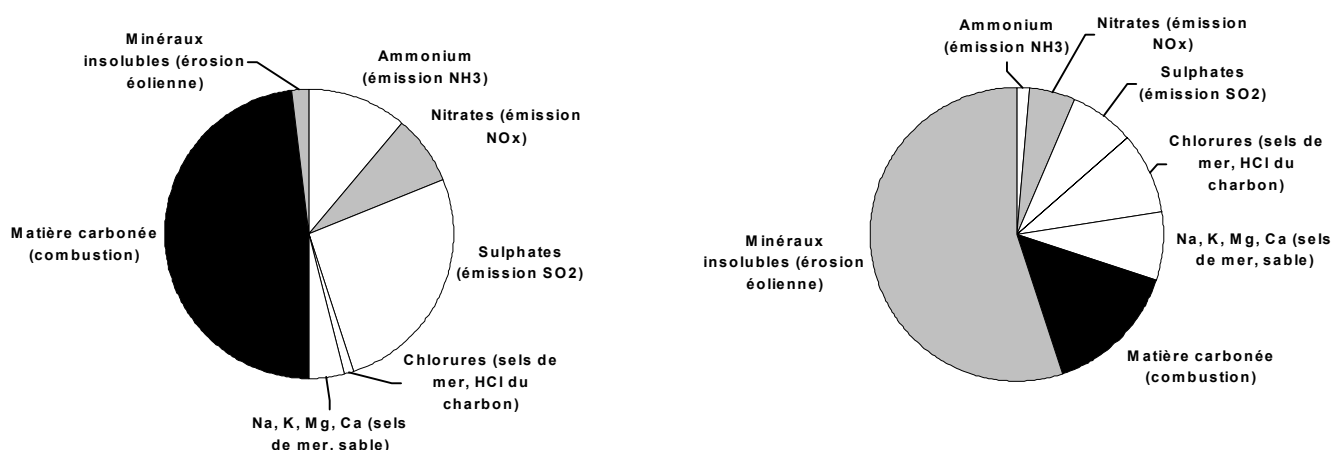 Minéraux
insolubles (érosion
éolienne)
Ammonium
(émission NH3)
Nitrates (émission
NOx)
Sulphates
(émission SO2)
Chlorures (sels de
mer, HCl du
charbon)
Na, K, Mg, Ca (sels
de mer, sable)
Matière carbonée
(combustion)
Ammonium
(émission NH3)
Nitrates (émission
NOx)
Sulphates
(émission SO2)
Chlorures (sels de
mer, HCl du
charbon)
Na, K, Mg, Ca (sels
de mer, sable)
Matière carbonée
(combustion)
Minéraux
insolubles (érosion
éolienne)